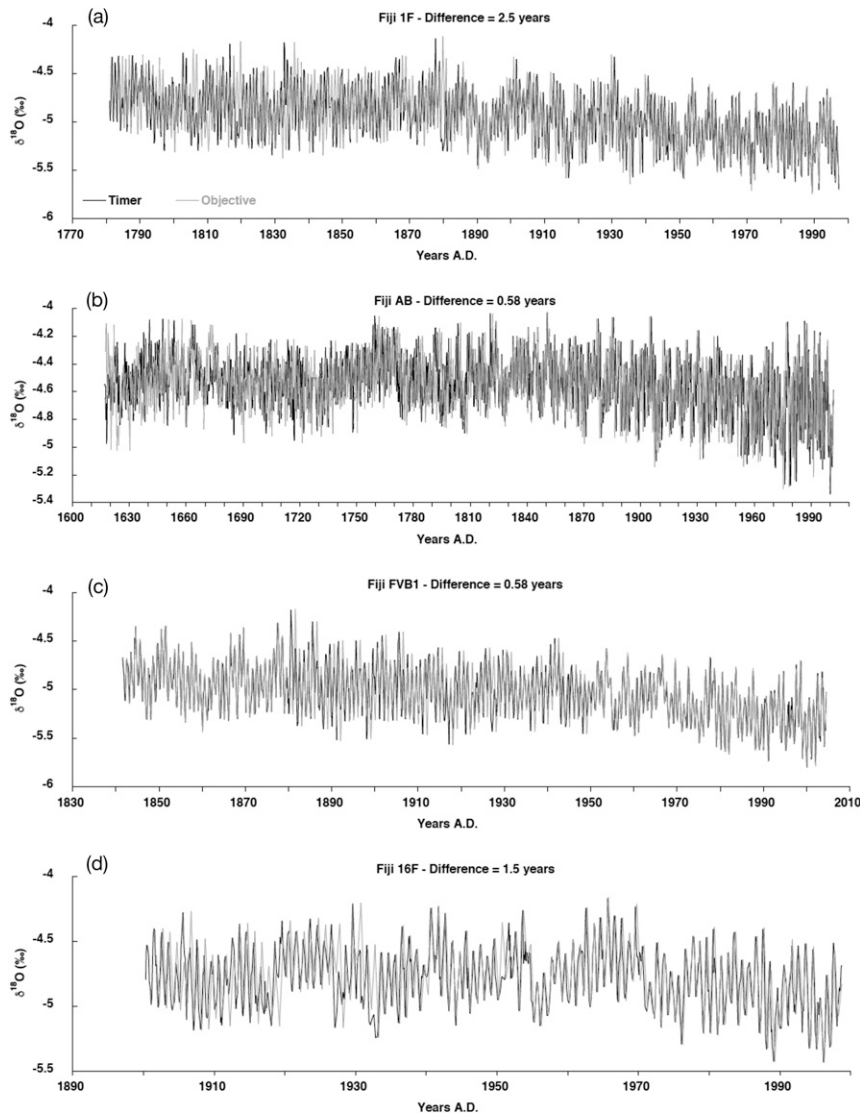 (a)
Fiji 1F - Difference = 2.5 years
-4
-4.5
-5
-5.5
-6
δ¹⁸O (‰)
Timer Objective
1770 1790 1810 1830 1850 1870 1890 1910 1930 1950 1970 1990
Years A.D.
(b)
Fiji AB - Difference = 0.58 years
-4
-4.2
-4.4
-4.6
-4.8
-5
-5.2
-5.4
δ¹⁸O (‰)
1600 1630 1660 1690 1720 1750 1780 1810 1840 1870 1900 1930 1960 1990
Years A.D.
(c)
Fiji FVB1 - Difference = 0.58 years
-4
-4.5
-5
-5.5
-6
δ¹⁸O (‰)
1830 1850 1870 1890 1910 1930 1950 1970 1990 2010
Years A.D.
(d)
Fiji 16F - Difference = 1.5 years
-4
-4.5
-5
-5.5
δ¹⁸O (‰)
1890 1910 1930 1950 1970 1990
Years A.D.